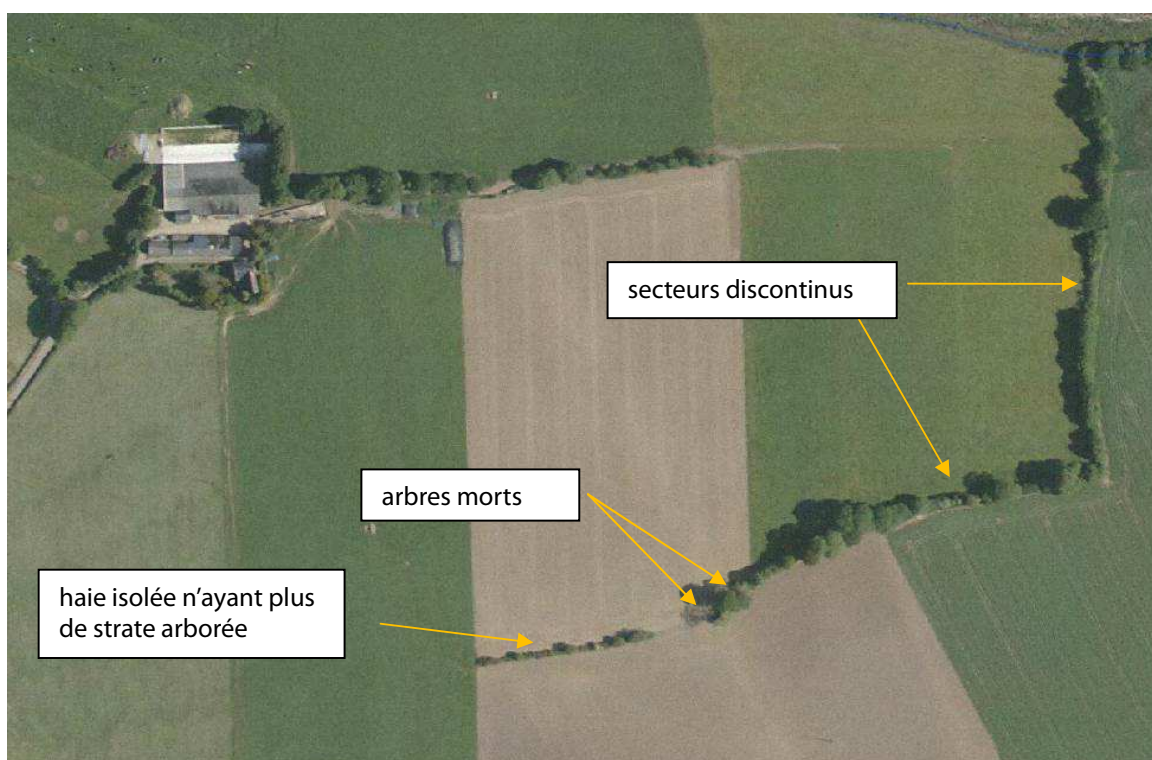 secteurs discontinus
arbres morts
haie isolée n'ayant plus
de strate arborée